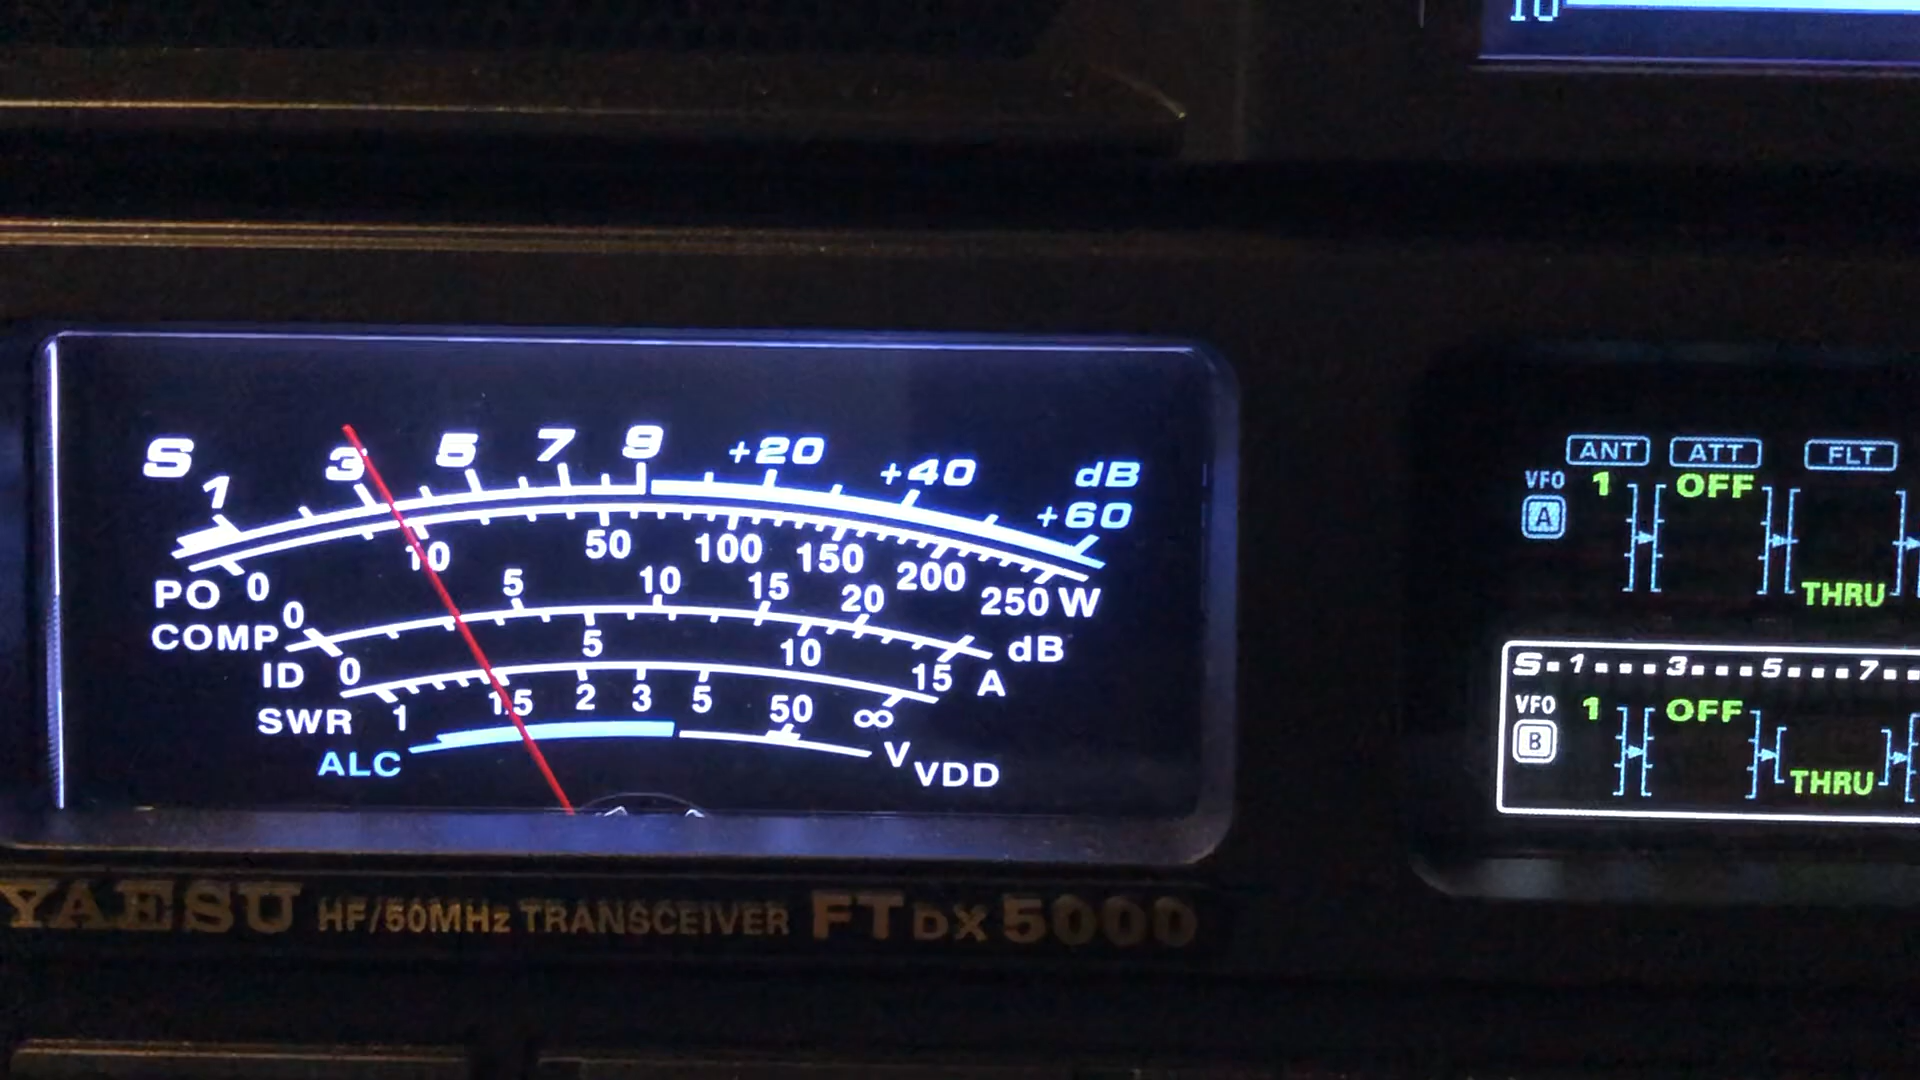 10
S 1 3 5 7 9 +20 +40 +60 dB
PO 0 10 50 100 150 200 250 W
COMP 0 5 10 15 20 dB
ID 0 5 10 15 A
SWR 1 1.5 2 3 5 50 ∞
ALC V VDD
YAESU HF/50MHz TRANSCEIVER FTDX 5000
ANT ATT FLT
VFO A 1 OFF THRU
S 1 3 5 7
VFO B 1 OFF THRU